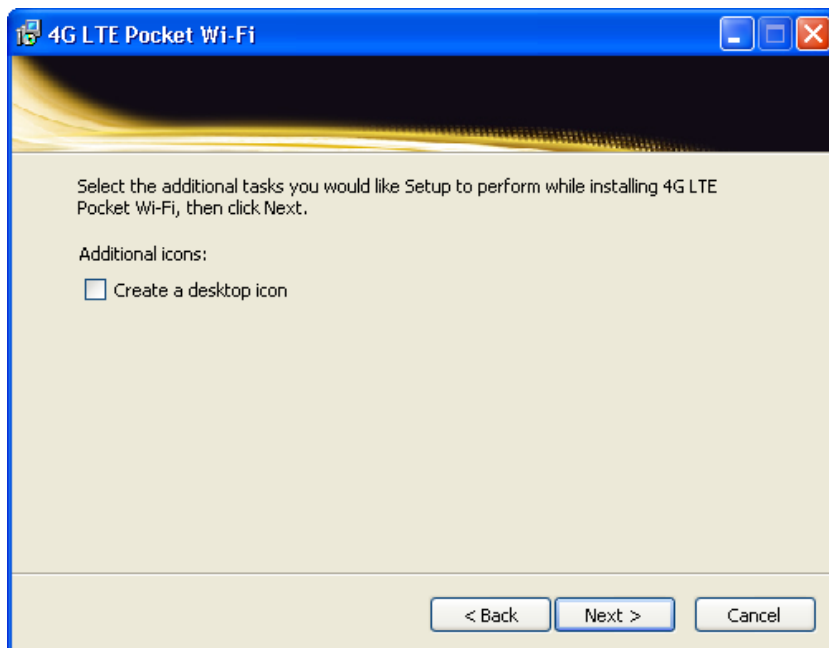 4G LTE Pocket Wi-Fi
Select the additional tasks you would like Setup to perform while installing 4G LTE
Pocket Wi-Fi, then click Next.
Additional icons:
Create a desktop icon
< Back
Next >
Cancel